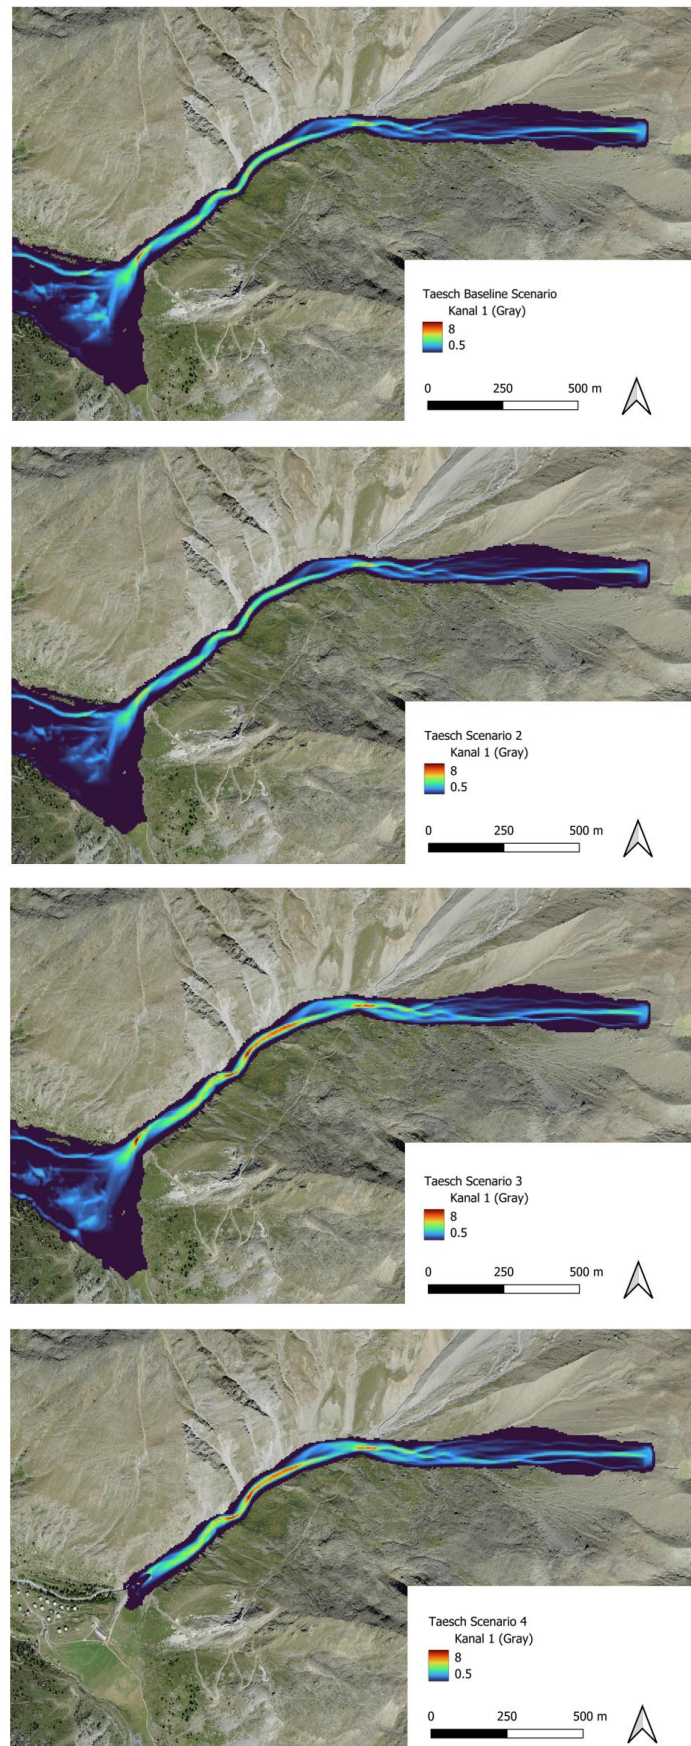 Taesch Baseline Scenario
Kanal 1 (Gray)
8
0.5
0 250 500 m
Taesch Scenario 2
Kanal 1 (Gray)
8
0.5
0 250 500 m
Taesch Scenario 3
Kanal 1 (Gray)
8
0.5
0 250 500 m
Taesch Scenario 4
Kanal 1 (Gray)
8
0.5
0 250 500 m